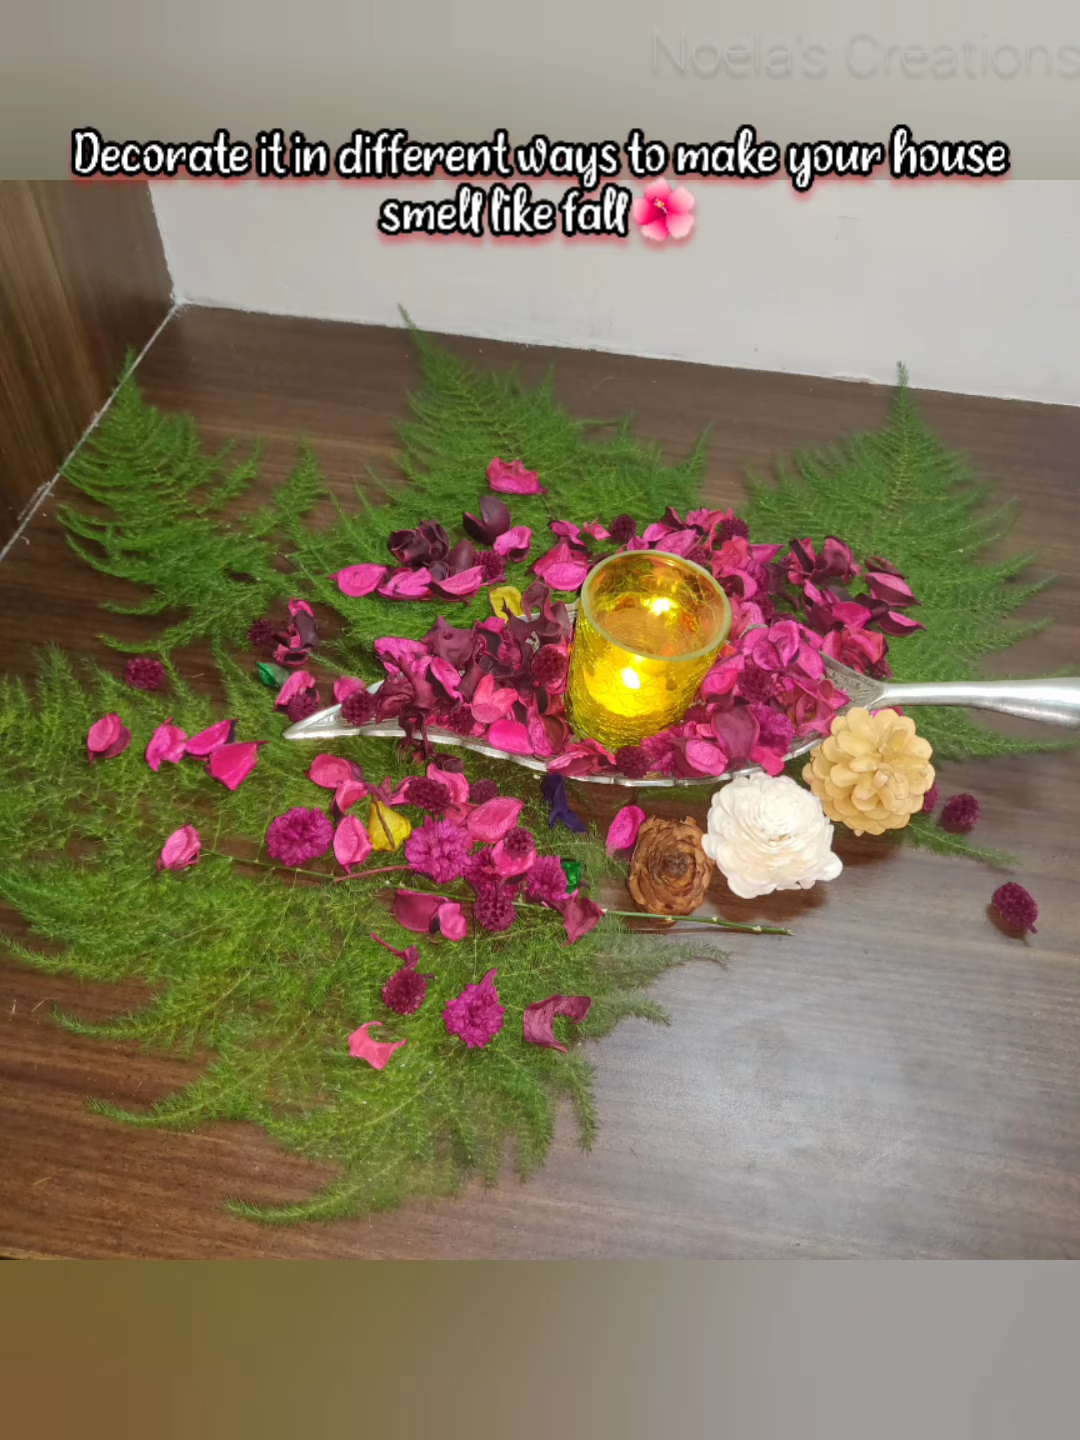 Noela's Creations
Decorate it in different ways to make your house
smell like fall🌺